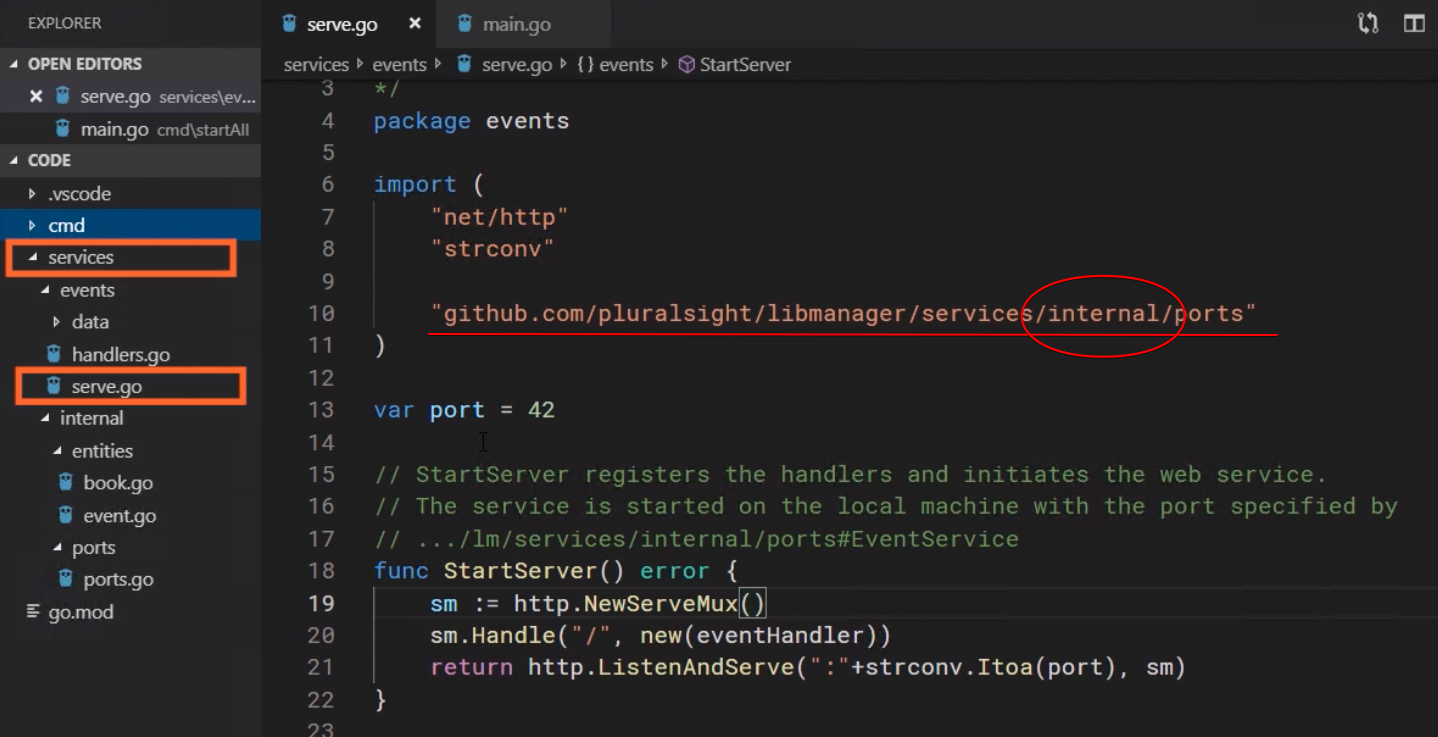 EXPLORER
OPEN EDITORS
serve.go services\ev...
main.go cmd\startAll
CODE
.vscode
cmd
services
events
data
handlers.go
serve.go
internal
entities
book.go
event.go
ports
ports.go
go.mod
serve.go
main.go
services events serve.go {} events StartServer
3 */
4 package events
5
6 import (
7 "net/http"
8 "strconv"
9
10 "github.com/pluralsight/libmanager/services/internal/ports"
11 )
12
13 var port = 42
14
15 // StartServer registers the handlers and initiates the web service.
16 // The service is started on the local machine with the port specified by
17 // .../lm/services/internal/ports#EventService
18 func StartServer() error {
19 sm := http.NewServeMux()
20 sm.Handle("/", new(eventHandler))
21 return http.ListenAndServe(":"+strconv.Itoa(port), sm)
22 }
23